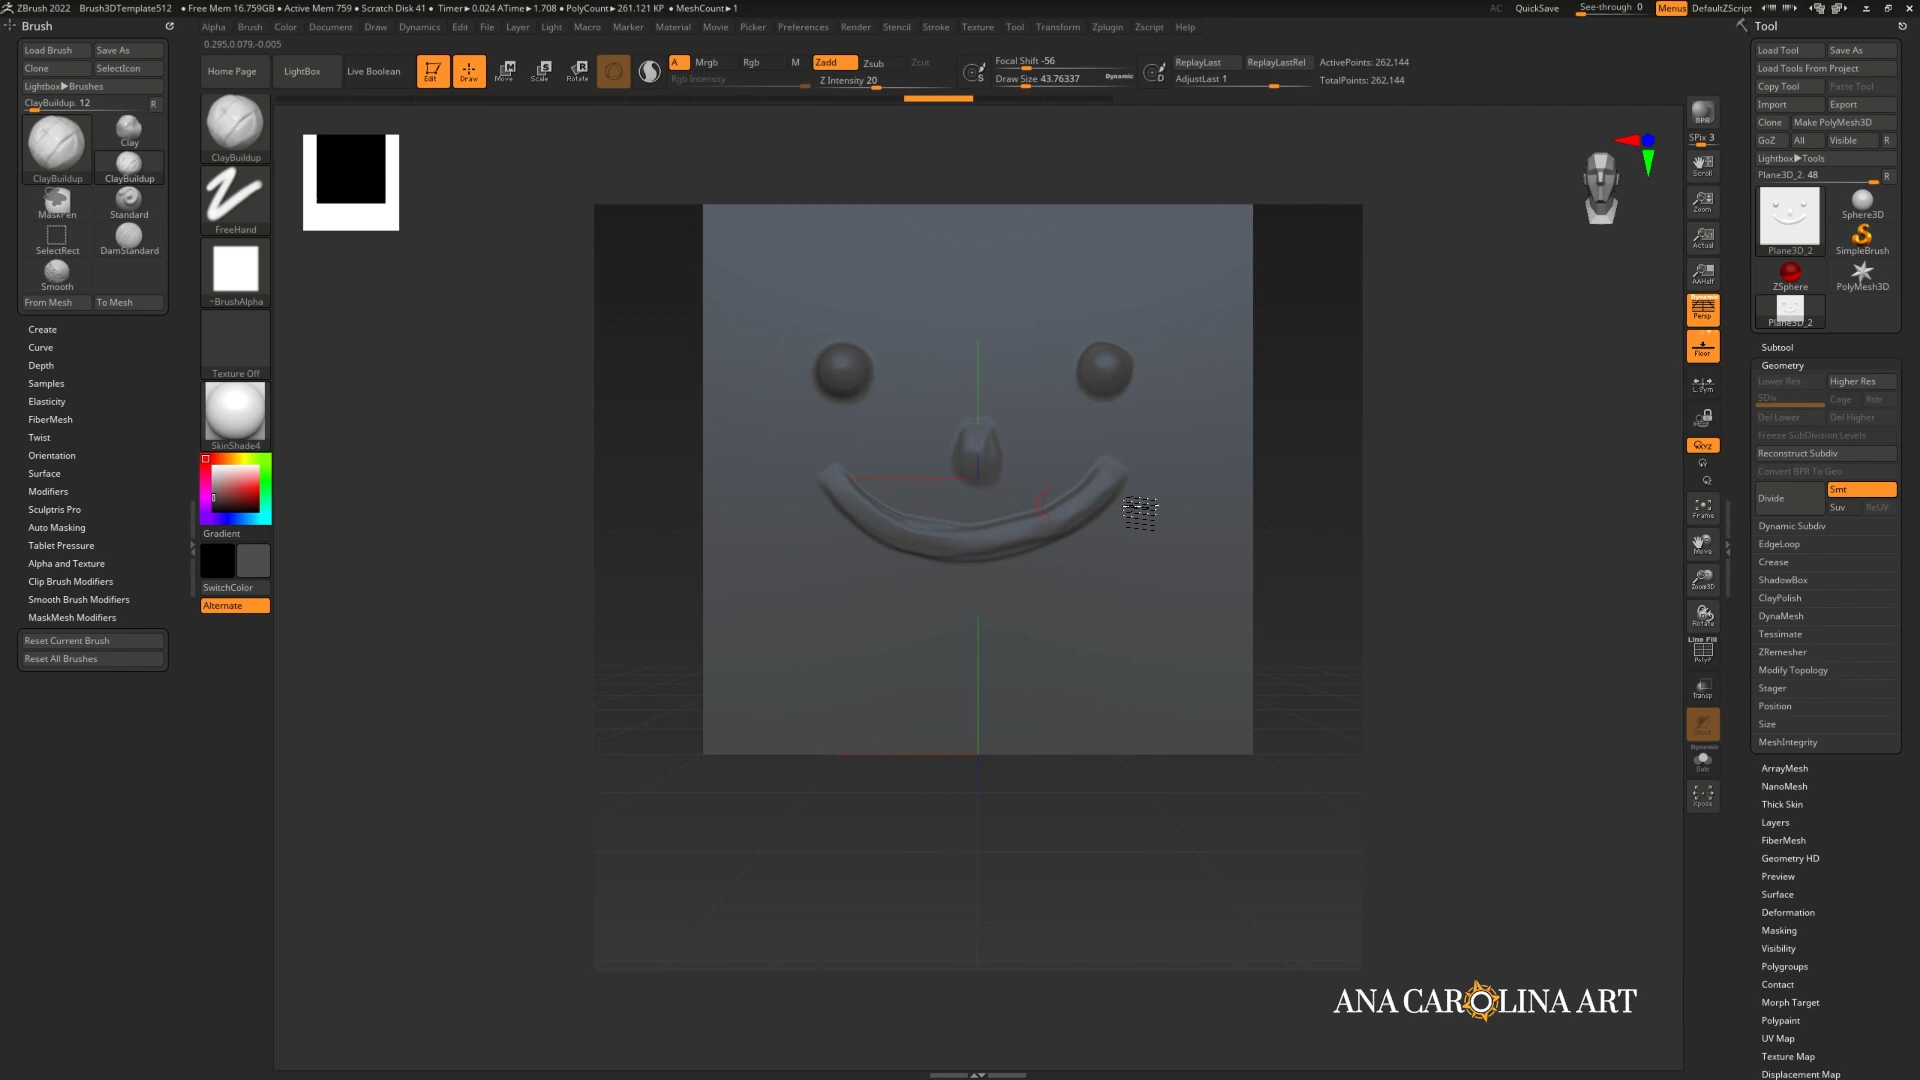 ZBrush 2022 Brush3DTemplate512 • Free Mem 16.759GB • Active Mem 759 • Scratch Disk 41 • Timer▸0.024 ATime▸1.708 • PolyCount▸261.121 KP • MeshCount▸1
AC QuickSave See-through 0 Menus DefaultZScript
Brush
Alpha Brush Color Document Draw Dynamics Edit File Layer Light Macro Marker Material Movie Picker Preferences Render Stencil Stroke Texture Tool Transform Zplugin Zscript Help
Tool
0.295,0.079,-0.005
Load Brush Save As
Clone SelectIcon
Lightbox▸Brushes
ClayBuildup. 12 R
Clay
ClayBuildup ClayBuildup
MaskPen Standard
SelectRect DamStandard
Smooth
From Mesh To Mesh
Create
Curve
Depth
Samples
Elasticity
FiberMesh
Twist
Orientation
Surface
Modifiers
Sculptris Pro
Auto Masking
Tablet Pressure
Alpha and Texture
Clip Brush Modifiers
Smooth Brush Modifiers
MaskMesh Modifiers
Reset Current Brush
Reset All Brushes
Home Page LightBox Live Boolean
Edit Draw Move Scale Rotate
A Mrgb Rgb M Zadd Zsub Zcut
Rgb Intensity Z Intensity 20
Focal Shift -56
Draw Size 43.76337 Dynamic
S D
ReplayLast ReplayLastRel
AdjustLast 1
ActivePoints: 262,144
TotalPoints: 262,144
ClayBuildup
FreeHand
~BrushAlpha
Texture Off
SkinShade4
Gradient
SwitchColor
Alternate
BPR
SPix 3
Scroll
Zoom
Actual
AAHalf
Dynamic
Persp
Floor
L.Sym
XYZ
Frame
Move
Zoom3D
Rotate
Line Fill
PolyF
Transp
Ghost
Dynamic
Solo
Xpose
Load Tool Save As
Load Tools From Project
Copy Tool Paste Tool
Import Export
Clone Make PolyMesh3D
GoZ All Visible R
Lightbox▸Tools
Plane3D_2. 48 R
Sphere3D
Plane3D_2 SimpleBrush
ZSphere PolyMesh3D
Plane3D_2
Subtool
Geometry
Lower Res Higher Res
SDiv Cage Rstr
Del Lower Del Higher
Freeze SubDivision Levels
Reconstruct Subdiv
Convert BPR To Geo
Divide Smt
Suv ReUV
Dynamic Subdiv
EdgeLoop
Crease
ShadowBox
ClayPolish
DynaMesh
Tessimate
ZRemesher
Modify Topology
Stager
Position
Size
MeshIntegrity
ArrayMesh
NanoMesh
Thick Skin
Layers
FiberMesh
Geometry HD
Preview
Surface
Deformation
Masking
Visibility
Polygroups
Contact
Morph Target
Polypaint
UV Map
Texture Map
Displacement Map
ANA CAROLINA ART